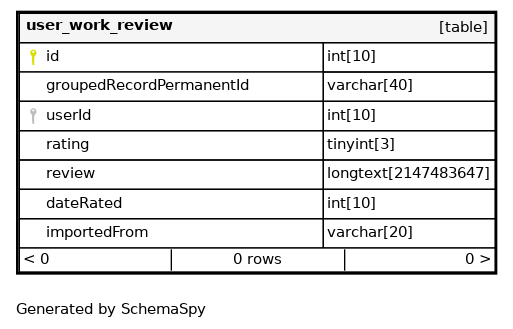 user_work_review [table]
id int[10]
groupedRecordPermanentId varchar[40]
userId int[10]
rating tinyint[3]
review longtext[2147483647]
dateRated int[10]
importedFrom varchar[20]
< 0 0 rows 0 >
Generated by SchemaSpy